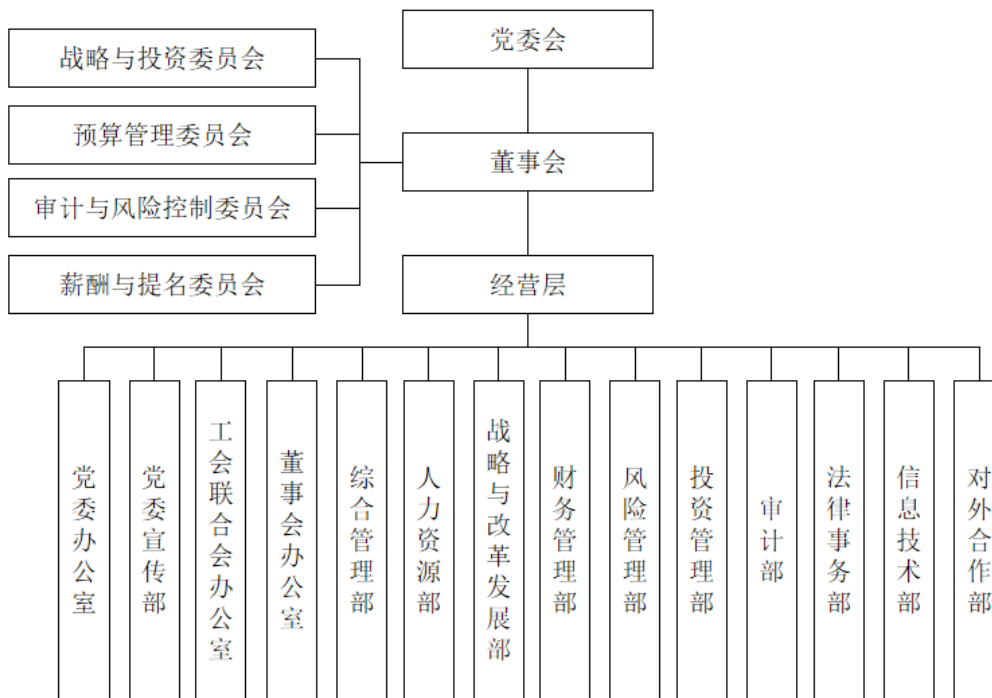 党委会
战略与投资委员会
预算管理委员会
董事会
审计与风险控制委员会
薪酬与提名委员会
经营层
党委办公室
党委宣传部
工会联合会办公室
董事会办公室
综合管理部
人力资源部
战略与改革发展部
财务管理部
风险管理部
投资管理部
审计部
法律事务部
信息技术部
对外合作部